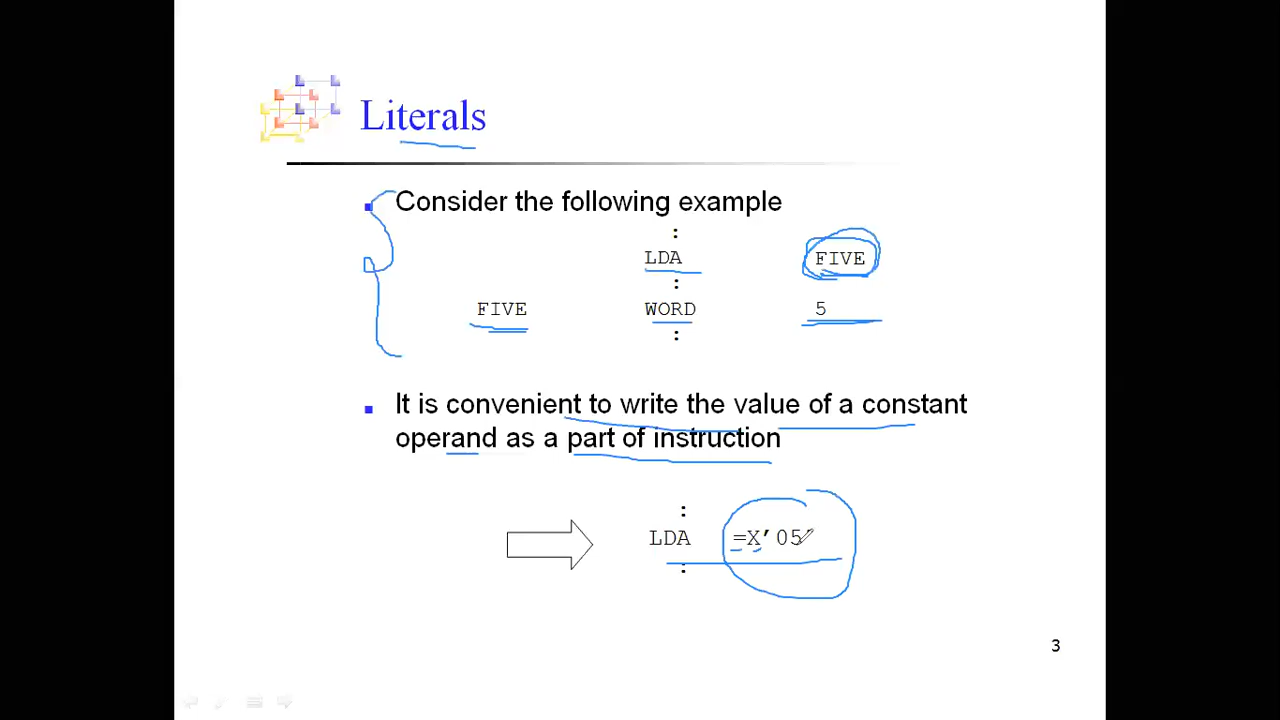 Literals
Consider the following example
:
LDA FIVE
:
FIVE WORD 5
:
It is convenient to write the value of a constant
operand as a part of instruction
:
LDA =X’05’
:
3